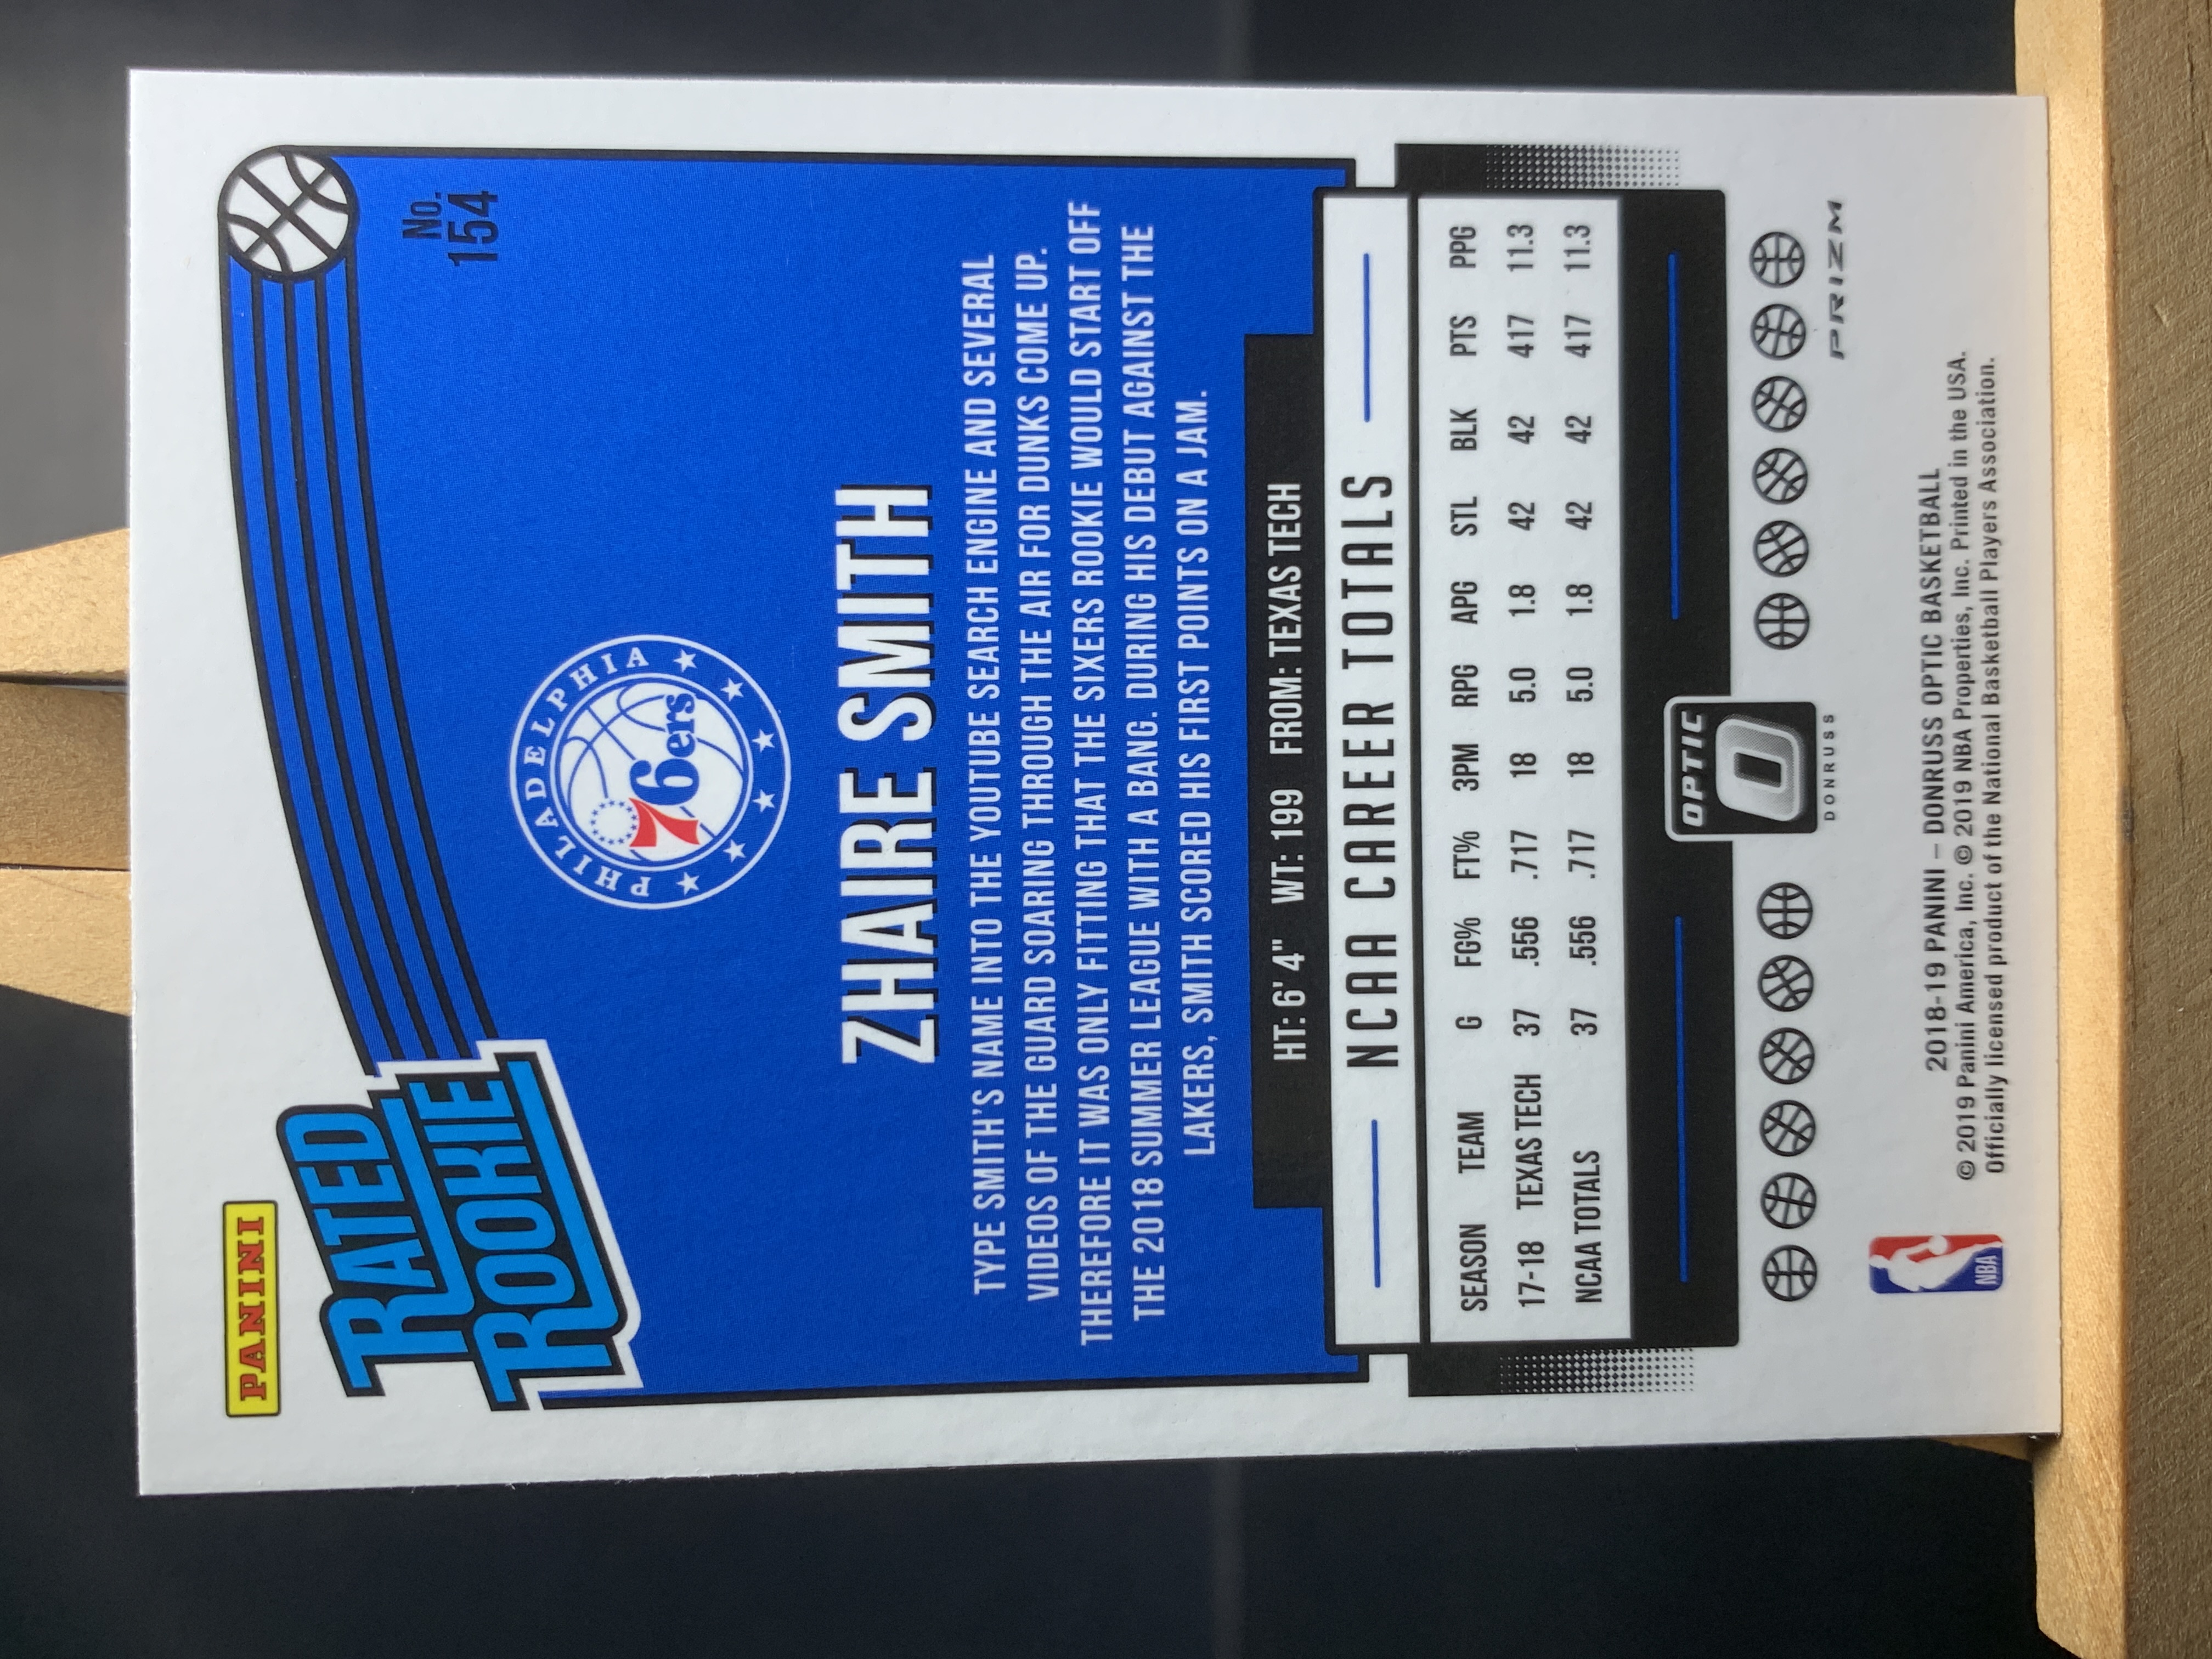 PANINI
RATED
ROOKIE
No.
154
PHILADELPHIA
76ers
ZHAIRE SMITH
TYPE SMITH'S NAME INTO THE YOUTUBE SEARCH ENGINE AND SEVERAL
VIDEOS OF THE GUARD SOARING THROUGH THE AIR FOR DUNKS COME UP.
THEREFORE IT WAS ONLY FITTING THAT THE SIXERS ROOKIE WOULD START OFF
THE 2018 SUMMER LEAGUE WITH A BANG. DURING HIS DEBUT AGAINST THE
LAKERS, SMITH SCORED HIS FIRST POINTS ON A JAM.
HT: 6' 4" WT: 199 FROM: TEXAS TECH
NCAA CAREER TOTALS
SEASON TEAM G FG% FT% 3PM RPG APG STL BLK PTS PPG
17-18 TEXAS TECH 37 .556 .717 18 5.0 1.8 42 42 417 11.3
NCAA TOTALS 37 .556 .717 18 5.0 1.8 42 42 417 11.3
OPTIC
O
DONRUSS
PRIZM
2018-19 PANINI – DONRUSS OPTIC BASKETBALL
© 2019 Panini America, Inc. © 2019 NBA Properties, Inc. Printed in the USA.
Officially licensed product of the National Basketball Players Association.
NBA